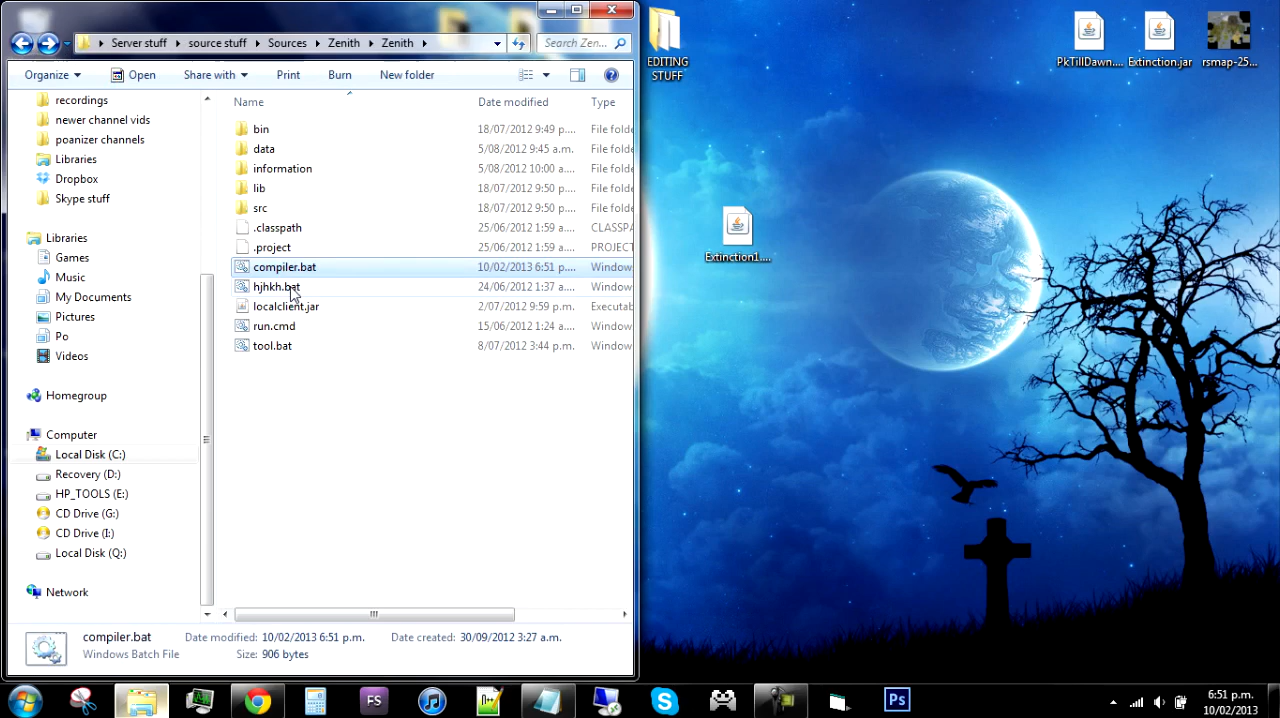 Server stuff
source stuff
Sources
Zenith
Zenith
Search Zen...
Organize
Open
Share with
Print
Burn
New folder
recordings
newer channel vids
poanizer channels
Libraries
Dropbox
Skype stuff
Libraries
Games
Music
My Documents
Pictures
Po
Videos
Homegroup
Computer
Local Disk (C:)
Recovery (D:)
HP_TOOLS (E:)
CD Drive (G:)
CD Drive (I:)
Local Disk (Q:)
Network
Name Date modified Type
bin 18/07/2012 9:49 p.... File folde
data 5/08/2012 9:45 a.m. File folde
information 5/08/2012 10:00 a.... File folde
lib 18/07/2012 9:50 p.... File folde
src 18/07/2012 9:50 p.... File folde
.classpath 25/06/2012 1:59 a.... CLASSPA
.project 25/06/2012 1:59 a.... PROJECT
compiler.bat 10/02/2013 6:51 p.... Window
hjhkh.bat 24/06/2012 1:37 a.... Window
localclient.jar 2/07/2012 9:59 p.m. Executab
run.cmd 15/06/2012 1:24 a.... Window
tool.bat 8/07/2012 3:44 p.m. Window
compiler.bat Date modified: 10/02/2013 6:51 p.m. Date created: 30/09/2012 3:27 a.m.
Windows Batch File Size: 906 bytes
EDITING
STUFF
PkTillDawn....
Extinction.jar
rsmap-25...
Extinction1....
FS
n++
Ps
6:51 p.m.
10/02/2013